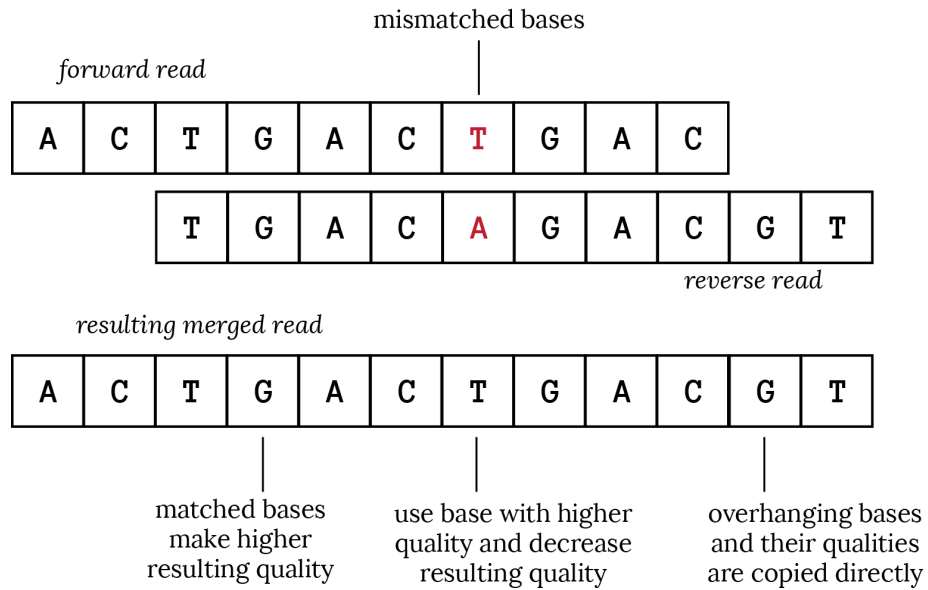 mismatched bases
forward read
A C T G A C T G A C
T G A C A G A C G T
reverse read
resulting merged read
A C T G A C T G A C G T
matched bases
make higher
resulting quality
use base with higher
quality and decrease
resulting quality
overhanging bases
and their qualities
are copied directly